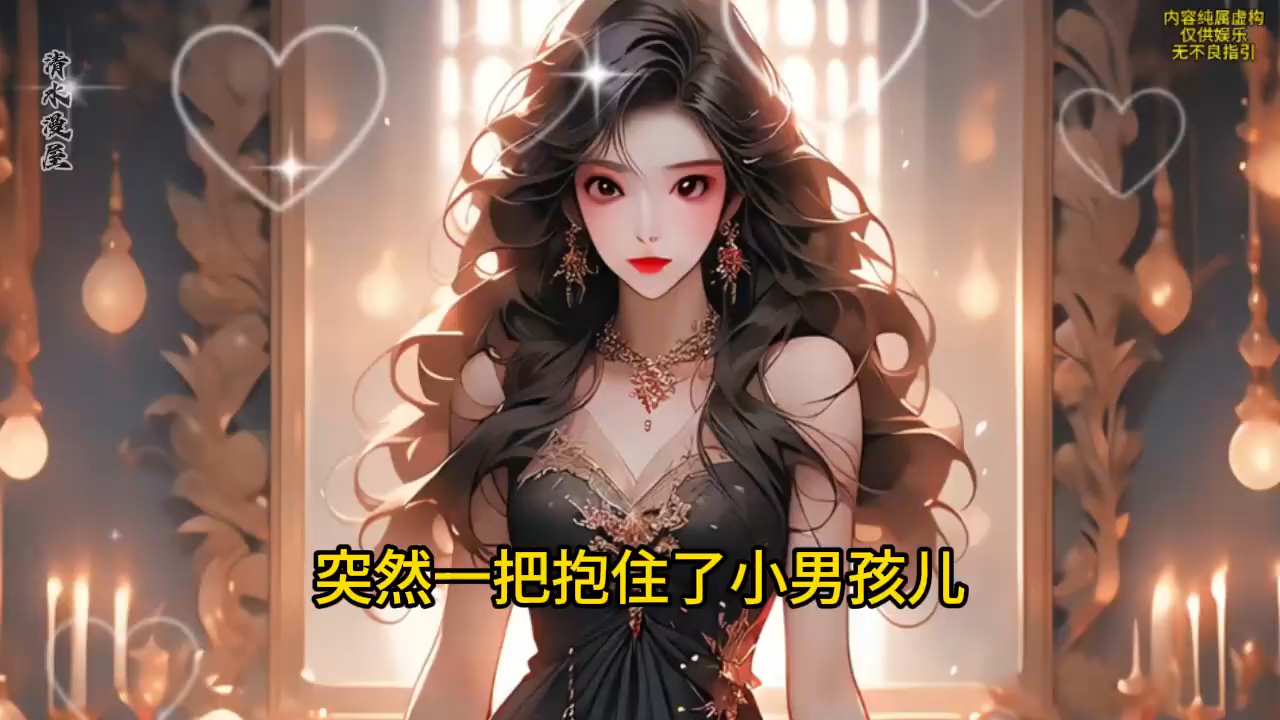 清水漫屋
内容纯属虚构
仅供娱乐
无不良指引
突然一把抱住了小男孩儿